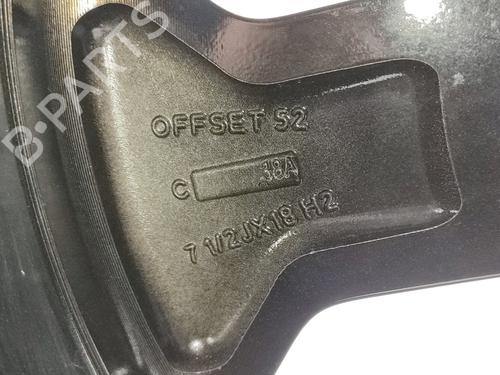 B-PARTS
OFFSET 52
C 38A
7 1/2JX18 H2